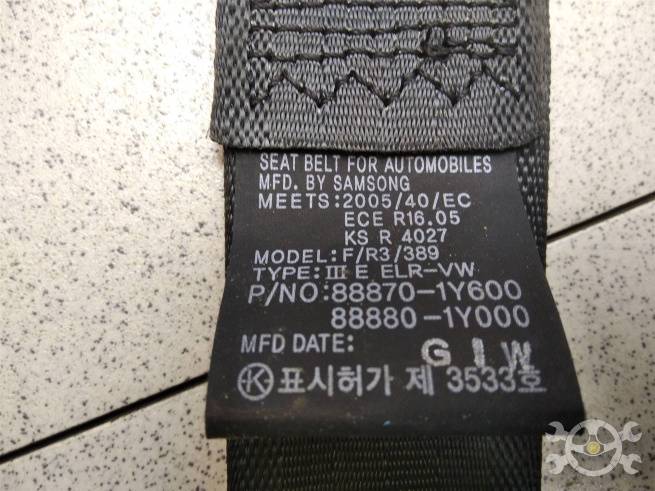 SEAT BELT FOR AUTOMOBILES
MFD. BY SAMSONG
MEETS:2005/40/EC
ECE R16.05
KS R 4027
MODEL: F/R3/389
TYPE:Ⅲ E ELR-VW
P/NO:88870-1Y600
88880-1Y000
MFD DATE:
G I W
K 표시허가 제 3533호